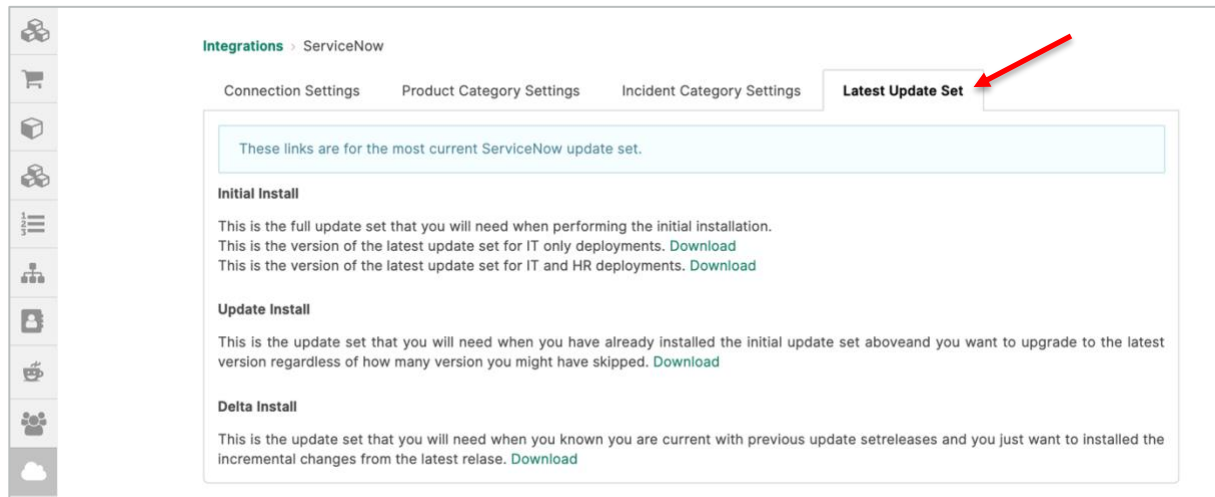 Integrations › ServiceNow
Connection Settings Product Category Settings Incident Category Settings Latest Update Set
These links are for the most current ServiceNow update set.
Initial Install
This is the full update set that you will need when performing the initial installation.
This is the version of the latest update set for IT only deployments. Download
This is the version of the latest update set for IT and HR deployments. Download
Update Install
This is the update set that you will need when you have already installed the initial update set aboveand you want to upgrade to the latest
version regardless of how many version you might have skipped. Download
Delta Install
This is the update set that you will need when you known you are current with previous update setreleases and you just want to installed the
incremental changes from the latest relase. Download